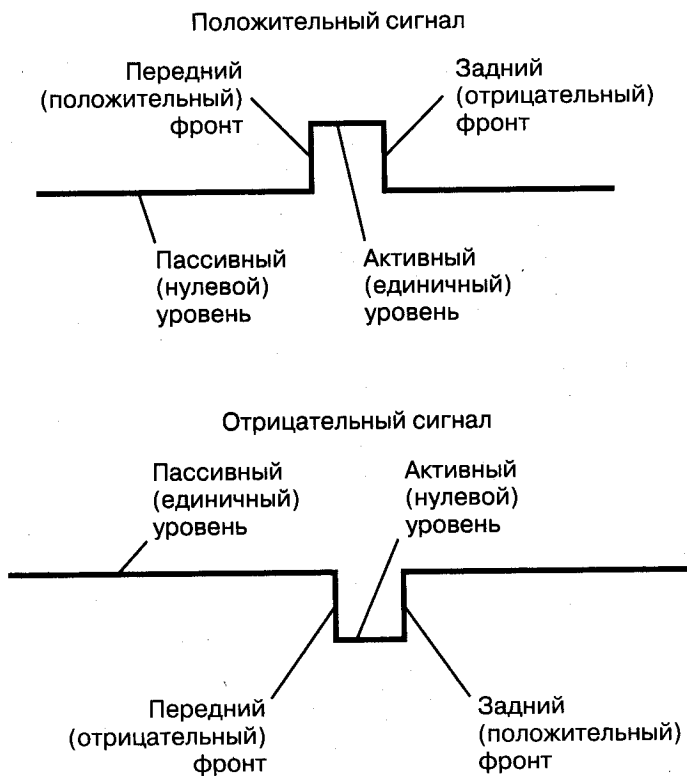 Положительный сигнал
Передний
(положительный)
фронт
Задний
(отрицательный)
фронт
Пассивный
(нулевой)
уровень
Активный
(единичный)
уровень
Отрицательный сигнал
Пассивный
(единичный)
уровень
Активный
(нулевой)
уровень
Передний
(отрицательный)
фронт
Задний
(положительный)
фронт